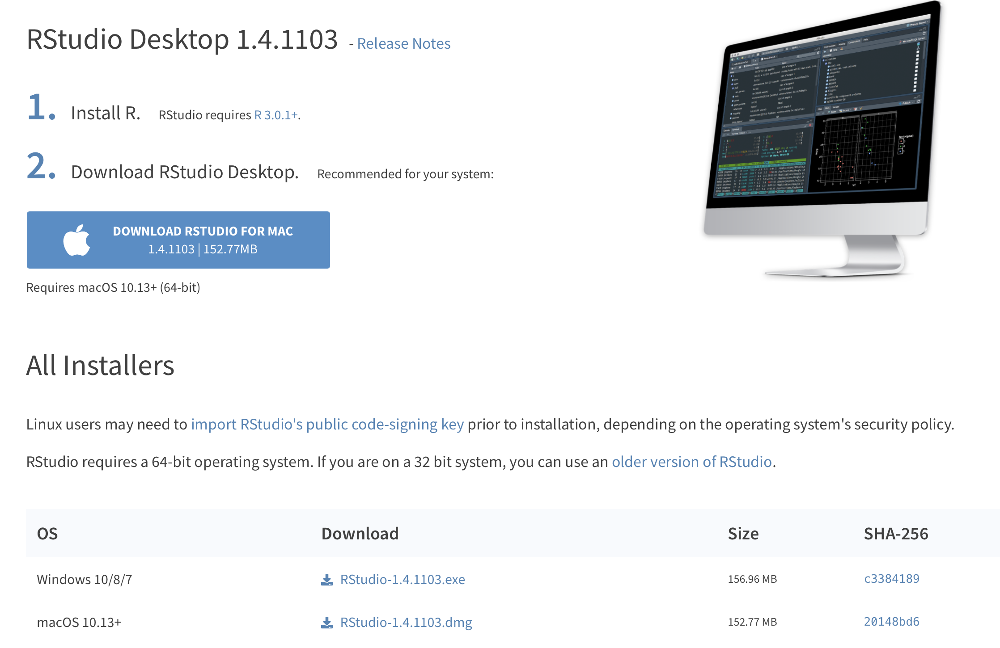 RStudio Desktop 1.4.1103 - Release Notes
1. Install R. RStudio requires R 3.0.1+.
2. Download RStudio Desktop. Recommended for your system:
DOWNLOAD RSTUDIO FOR MAC
1.4.1103 | 152.77MB
Requires macOS 10.13+ (64-bit)
All Installers
Linux users may need to import RStudio's public code-signing key prior to installation, depending on the operating system's security policy.
RStudio requires a 64-bit operating system. If you are on a 32 bit system, you can use an older version of RStudio.
OS Download Size SHA-256
Windows 10/8/7 RStudio-1.4.1103.exe 156.96 MB c3384189
macOS 10.13+ RStudio-1.4.1103.dmg 152.77 MB 20148bd6